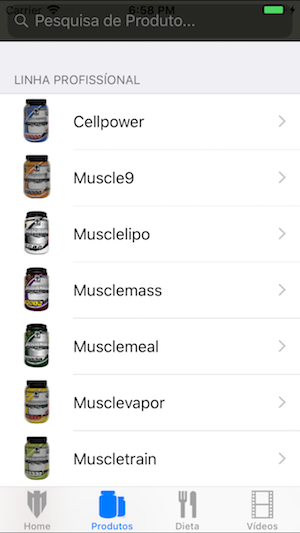 Carrier 6:58 PM
Pesquisa de Produto...
LINHA PROFISSÍONAL
Cellpower
Muscle9
Musclelipo
Musclemass
Musclemeal
Musclevapor
Muscletrain
Home Produtos Dieta Vídeos